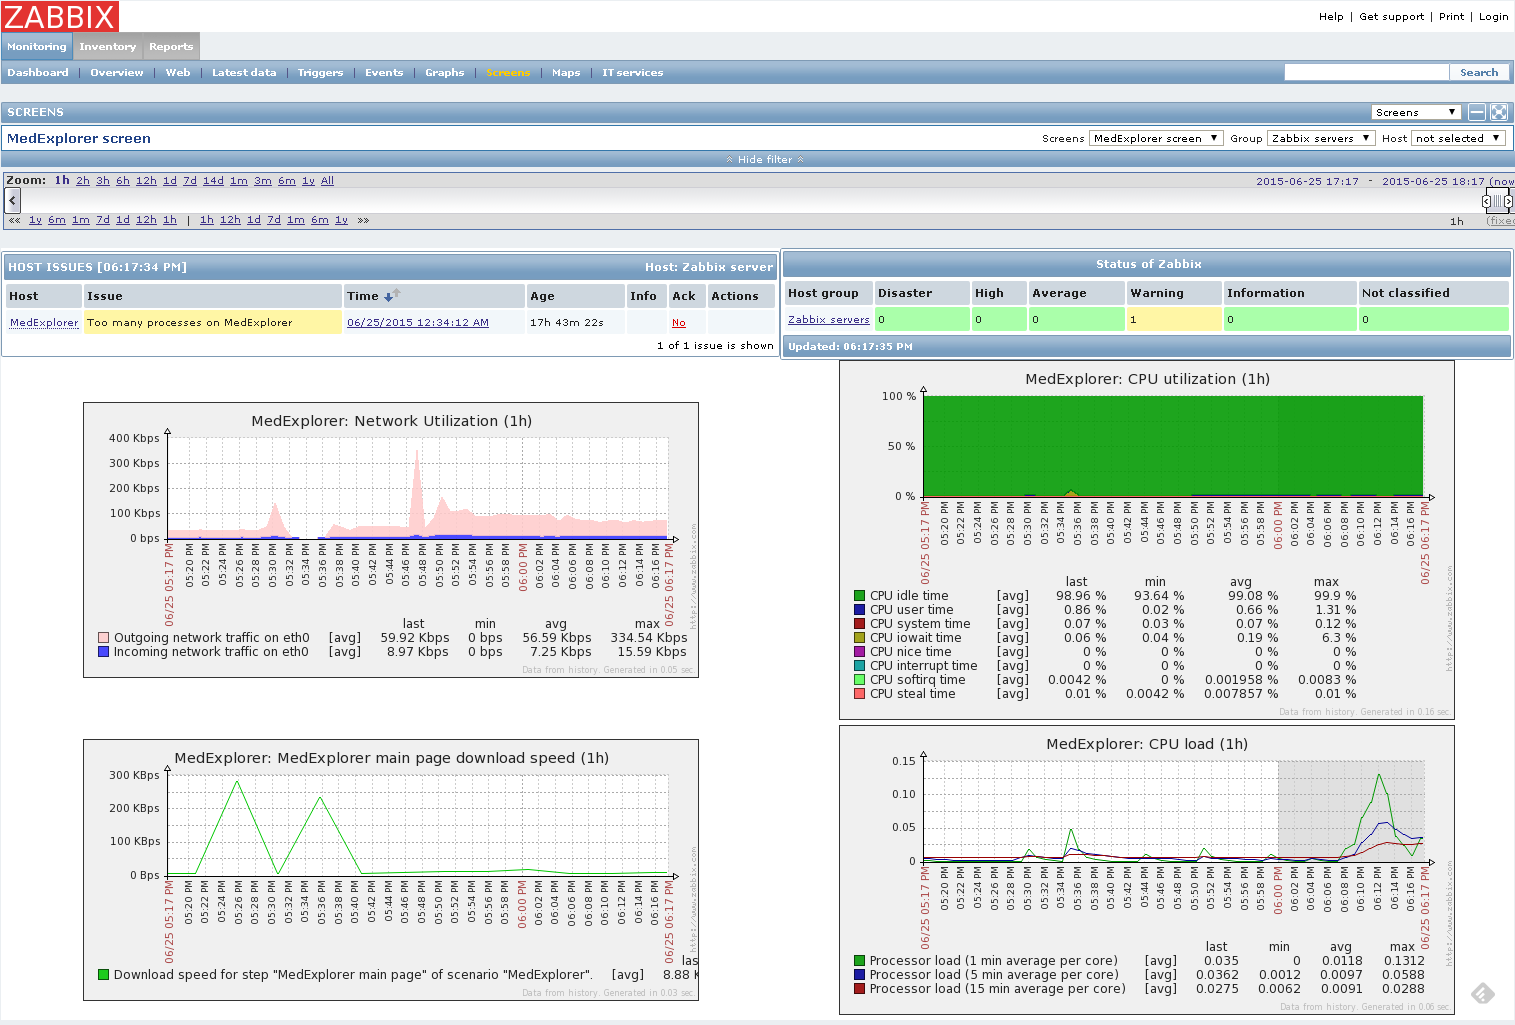 ZABBIX
Help | Get support | Print | Login
Monitoring Inventory Reports
Dashboard | Overview | Web | Latest data | Triggers | Events | Graphs | Screens | Maps | IT services
Search
SCREENS
Screens
MedExplorer screen
Screens MedExplorer screen Group Zabbix servers Host not selected
Hide filter
Zoom: 1h 2h 3h 6h 12h 1d 7d 14d 1m 3m 6m 1y All
2015-06-25 17:17 - 2015-06-25 18:17 (now
«« 1y 6m 1m 7d 1d 12h 1h | 1h 12h 1d 7d 1m 6m 1y »»
1h (fixed
HOST ISSUES [06:17:34 PM] Host: Zabbix server
Host Issue Time Age Info Ack Actions
MedExplorer Too many processes on MedExplorer 06/25/2015 12:34:12 AM 17h 43m 22s No
1 of 1 issue is shown
Status of Zabbix
Host group Disaster High Average Warning Information Not classified
Zabbix servers 0 0 0 1 0 0
Updated: 06:17:35 PM
MedExplorer: Network Utilization (1h)
400 Kbps
300 Kbps
200 Kbps
100 Kbps
0 bps
06/25 05:17 PM 05:20 PM 05:22 PM 05:24 PM 05:26 PM 05:28 PM 05:30 PM 05:32 PM 05:34 PM 05:36 PM 05:38 PM 05:40 PM 05:42 PM 05:44 PM 05:46 PM 05:48 PM 05:50 PM 05:52 PM 05:54 PM 05:56 PM 05:58 PM 06:00 PM 06:02 PM 06:04 PM 06:06 PM 06:08 PM 06:10 PM 06:12 PM 06:14 PM 06:16 PM 06/25 06:17 PM
http://www.zabbix.com
last min avg max
Outgoing network traffic on eth0 [avg] 59.92 Kbps 0 bps 56.59 Kbps 334.54 Kbps
Incoming network traffic on eth0 [avg] 8.97 Kbps 0 bps 7.25 Kbps 15.59 Kbps
Data from history. Generated in 0.05 sec.
MedExplorer: CPU utilization (1h)
100 %
50 %
0 %
06/25 05:17 PM 05:20 PM 05:22 PM 05:24 PM 05:26 PM 05:28 PM 05:30 PM 05:32 PM 05:34 PM 05:36 PM 05:38 PM 05:40 PM 05:42 PM 05:44 PM 05:46 PM 05:48 PM 05:50 PM 05:52 PM 05:54 PM 05:56 PM 05:58 PM 06:00 PM 06:02 PM 06:04 PM 06:06 PM 06:08 PM 06:10 PM 06:12 PM 06:14 PM 06:16 PM 06/25 06:17 PM
http://www.zabbix.com
last min avg max
CPU idle time [avg] 98.96 % 93.64 % 99.08 % 99.9 %
CPU user time [avg] 0.86 % 0.02 % 0.66 % 1.31 %
CPU system time [avg] 0.07 % 0.03 % 0.07 % 0.12 %
CPU iowait time [avg] 0.06 % 0.04 % 0.19 % 6.3 %
CPU nice time [avg] 0 % 0 % 0 % 0 %
CPU interrupt time [avg] 0 % 0 % 0 % 0 %
CPU softirq time [avg] 0.0042 % 0 % 0.001958 % 0.0083 %
CPU steal time [avg] 0.01 % 0.0042 % 0.007857 % 0.01 %
Data from history. Generated in 0.16 sec.
MedExplorer: MedExplorer main page download speed (1h)
300 KBps
200 KBps
100 KBps
0 Bps
06/25 05:17 PM 05:20 PM 05:22 PM 05:24 PM 05:26 PM 05:28 PM 05:30 PM 05:32 PM 05:34 PM 05:36 PM 05:38 PM 05:40 PM 05:42 PM 05:44 PM 05:46 PM 05:48 PM 05:50 PM 05:52 PM 05:54 PM 05:56 PM 05:58 PM 06:00 PM 06:02 PM 06:04 PM 06:06 PM 06:08 PM 06:10 PM 06:12 PM 06:14 PM 06:16 PM 06/25 06:17 PM
http://www.zabbix.com
las
Download speed for step "MedExplorer main page" of scenario "MedExplorer". [avg] 8.88 K
Data from history. Generated in 0.03 sec.
MedExplorer: CPU load (1h)
0.15
0.10
0.05
0
06/25 05:17 PM 05:20 PM 05:22 PM 05:24 PM 05:26 PM 05:28 PM 05:30 PM 05:32 PM 05:34 PM 05:36 PM 05:38 PM 05:40 PM 05:42 PM 05:44 PM 05:46 PM 05:48 PM 05:50 PM 05:52 PM 05:54 PM 05:56 PM 05:58 PM 06:00 PM 06:02 PM 06:04 PM 06:06 PM 06:08 PM 06:10 PM 06:12 PM 06:14 PM 06:16 PM 06/25 06:17 PM
http://www.zabbix.com
last min avg max
Processor load (1 min average per core) [avg] 0.035 0 0.0118 0.1312
Processor load (5 min average per core) [avg] 0.0362 0.0012 0.0097 0.0588
Processor load (15 min average per core) [avg] 0.0275 0.0062 0.0091 0.0288
Data from history. Generated in 0.06 sec.